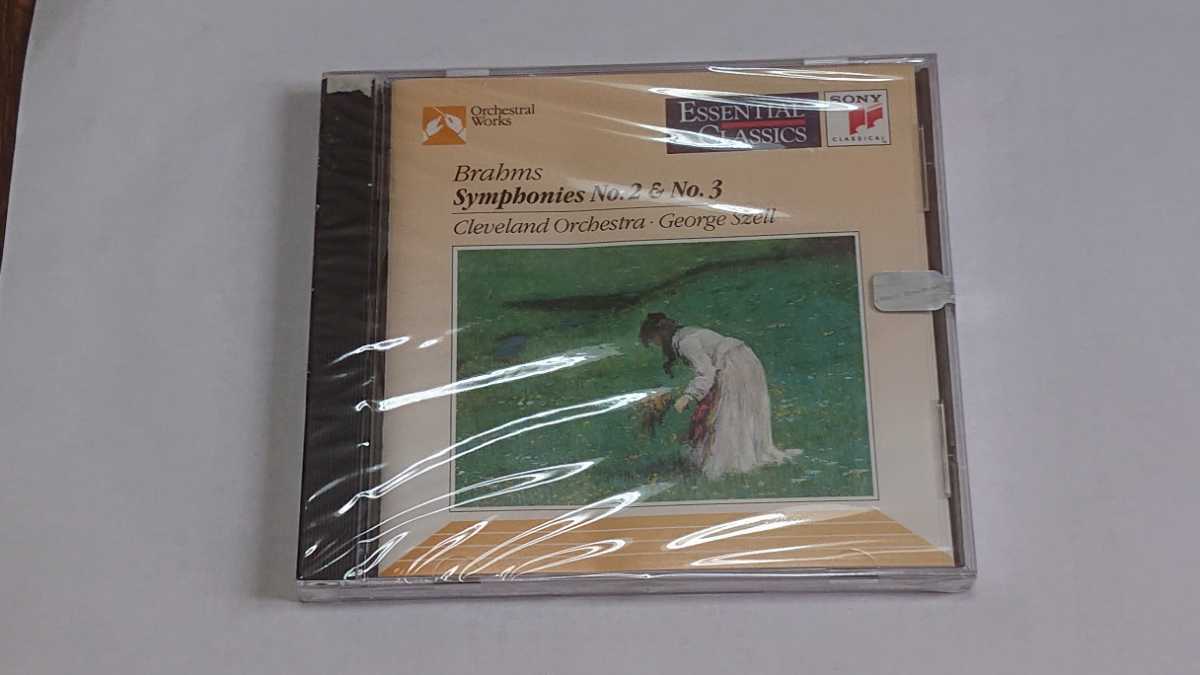 Orchestral
Works
ESSENTIAL
CLASSICS
SONY
CLASSICAL
Brahms
Symphonies No. 2 & No. 3
Cleveland Orchestra · George Szell